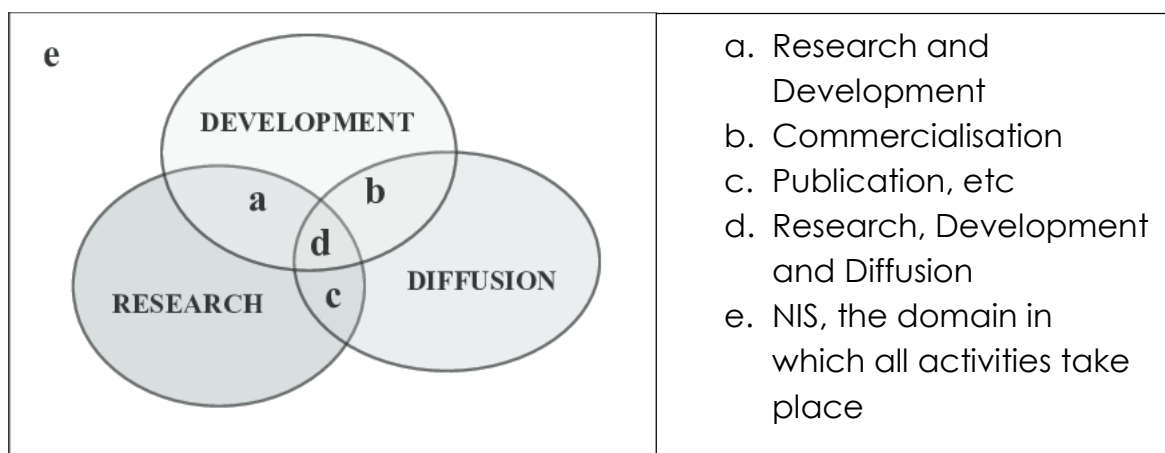 e
DEVELOPMENT
a
b
d
DIFFUSION
RESEARCH
c
a. Research and
Development
b. Commercialisation
c. Publication, etc
d. Research, Development
and Diffusion
e. NIS, the domain in
which all activities take
place